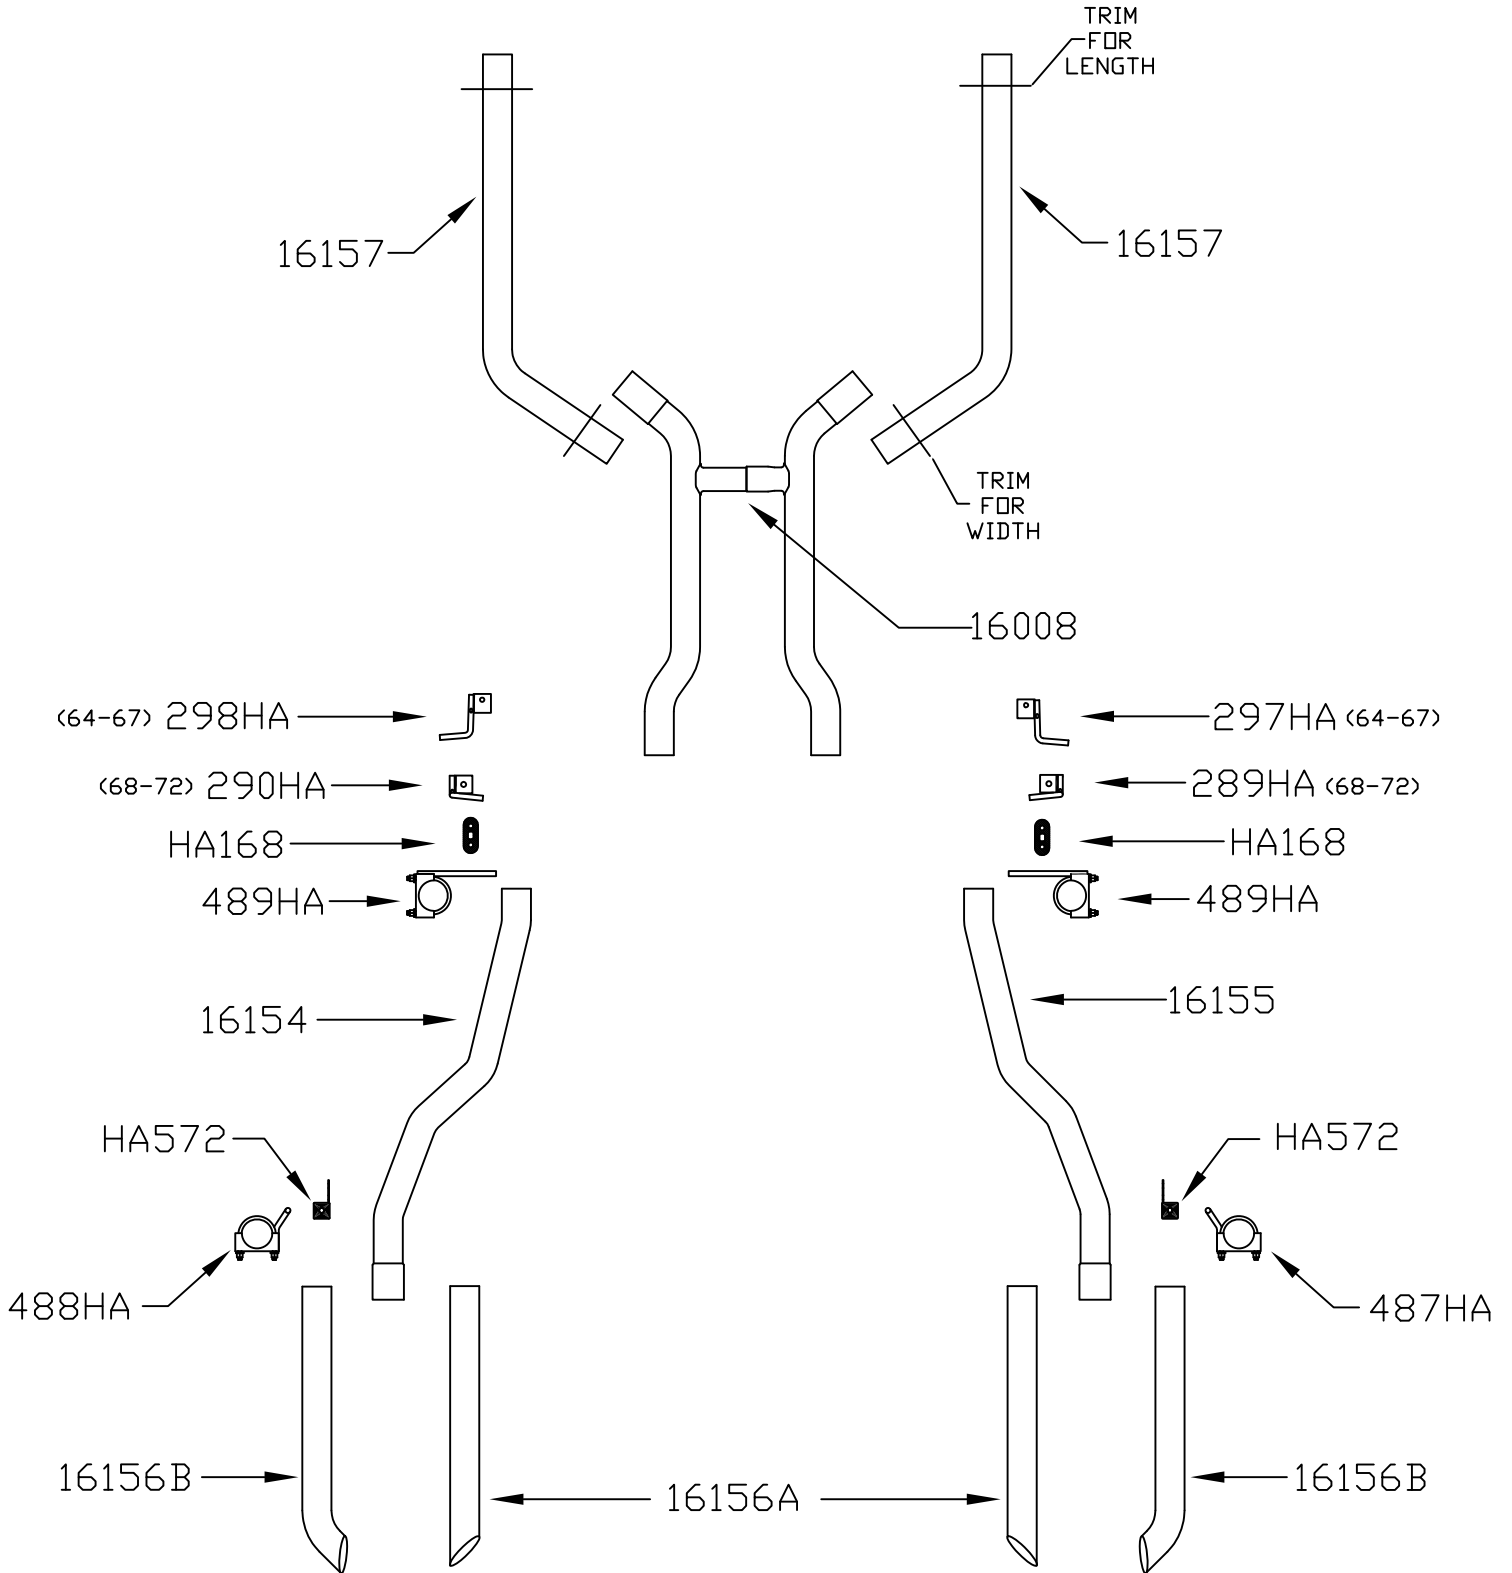 TRIM
FOR
LENGTH
16157
16157
TRIM
FOR
WIDTH
16008
(64-67) 298HA
297HA (64-67)
(68-72) 290HA
289HA (68-72)
HA168
HA168
489HA
489HA
16154
16155
HA572
HA572
488HA
487HA
16156B
16156A
16156B